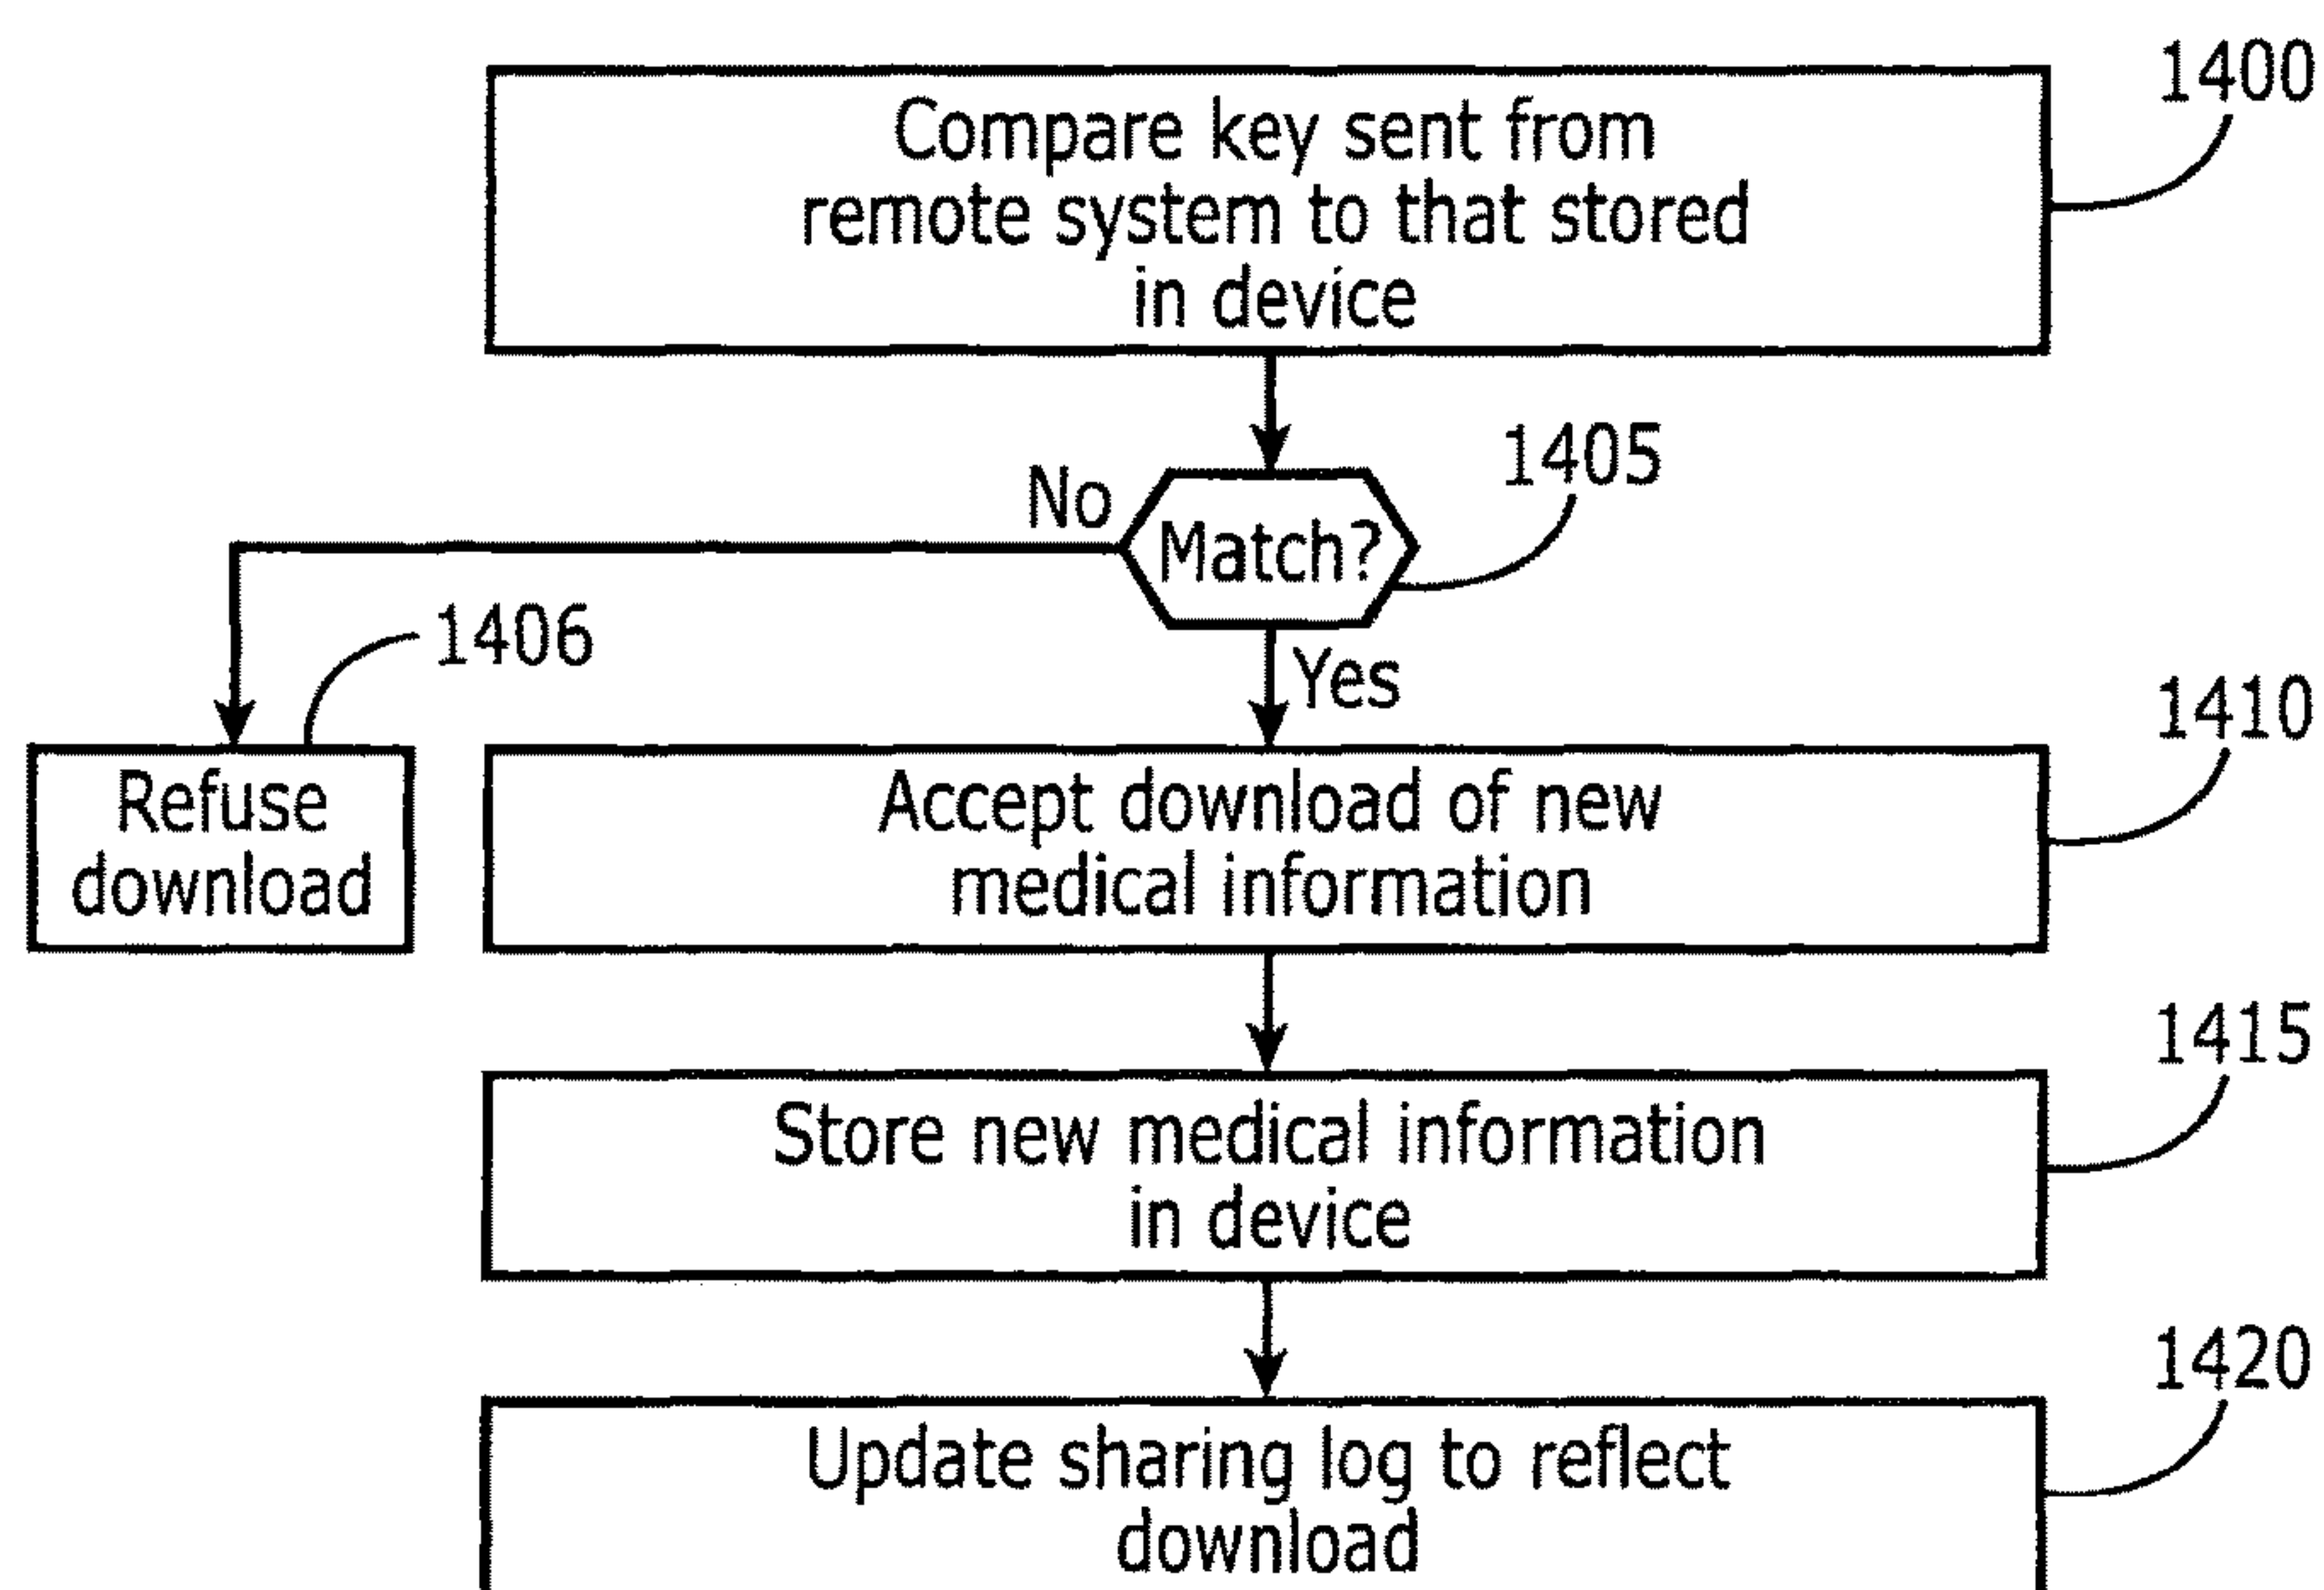 1400
Compare key sent from
remote system to that stored
in device
1405
No
Match?
1406
Yes
1410
Refuse
download
Accept download of new
medical information
1415
Store new medical information
in device
1420
Update sharing log to reflect
download